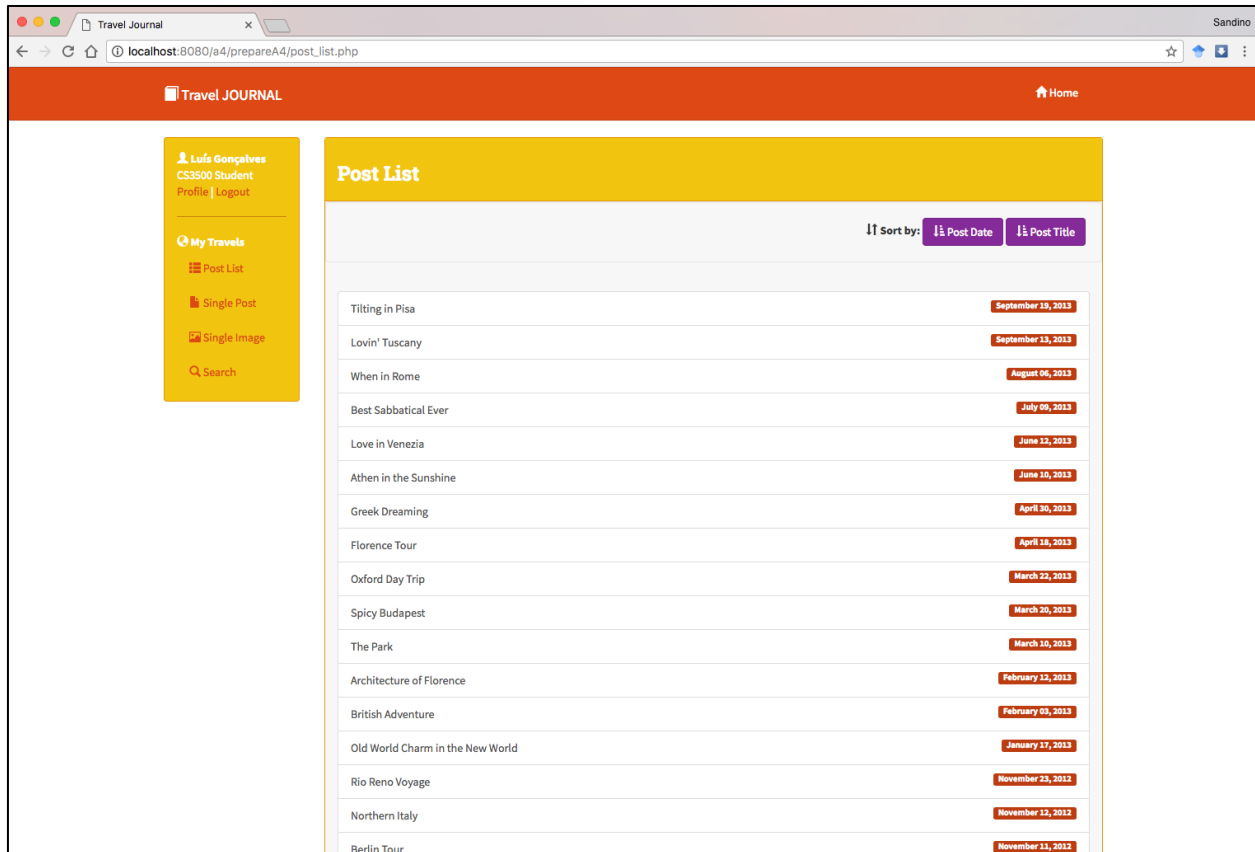 Travel Journal
Sandino
localhost:8080/a4/prepareA4/post_list.php
Travel JOURNAL
Home
Luís Gonçalves
CS3500 Student
Profile | Logout
My Travels
Post List
Single Post
Single Image
Search
Post List
Sort by: Post Date Post Title
Tilting in Pisa September 19, 2013
Lovin' Tuscany September 13, 2013
When in Rome August 06, 2013
Best Sabbatical Ever July 09, 2013
Love in Venezia June 12, 2013
Athen in the Sunshine June 10, 2013
Greek Dreaming April 30, 2013
Florence Tour April 18, 2013
Oxford Day Trip March 22, 2013
Spicy Budapest March 20, 2013
The Park March 10, 2013
Architecture of Florence February 12, 2013
British Adventure February 03, 2013
Old World Charm in the New World January 17, 2013
Rio Reno Voyage November 23, 2012
Northern Italy November 12, 2012
Berlin Tour November 11, 2012